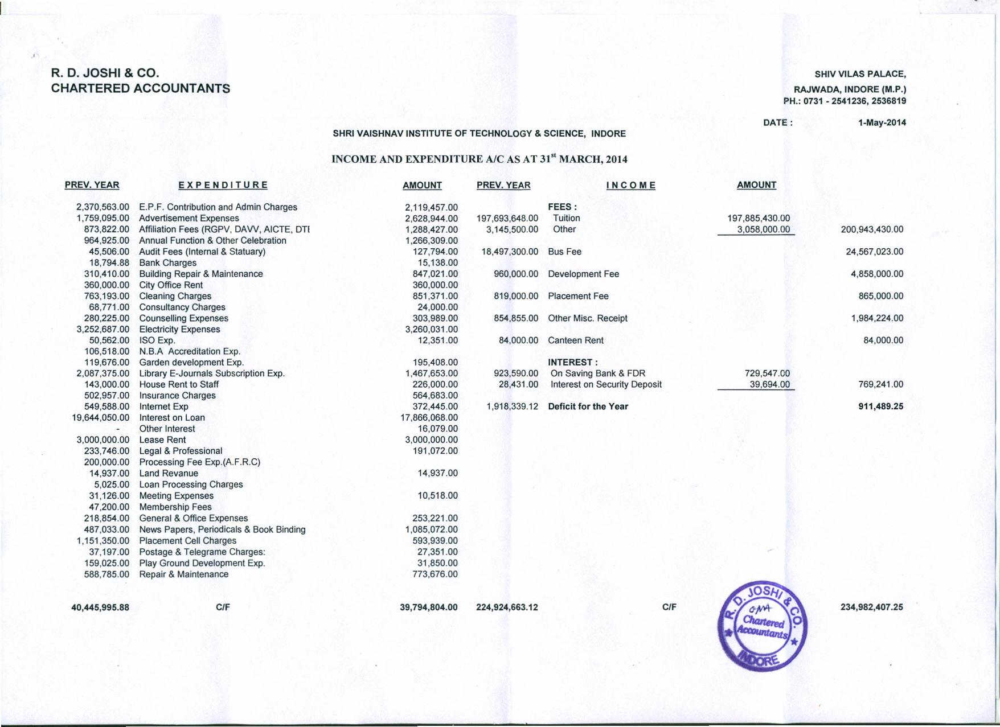 R. D. JOSHI & CO.
CHARTERED ACCOUNTANTS
SHIV VILAS PALACE,
RAJWADA, INDORE (M.P.)
PH.: 0731 - 2541236, 2536819
DATE : 1-May-2014
SHRI VAISHNAV INSTITUTE OF TECHNOLOGY & SCIENCE, INDORE
INCOME AND EXPENDITURE A/C AS AT 31st MARCH, 2014
PREV. YEAR EXPENDITURE AMOUNT PREV. YEAR INCOME AMOUNT
2,370,563.00 E.P.F. Contribution and Admin Charges 2,119,457.00 FEES :
1,759,095.00 Advertisement Expenses 2,628,944.00 197,693,648.00 Tuition 197,885,430.00
873,822.00 Affiliation Fees (RGPV, DAVV, AICTE, DTE 1,288,427.00 3,145,500.00 Other 3,058,000.00 200,943,430.00
964,925.00 Annual Function & Other Celebration 1,266,309.00
45,506.00 Audit Fees (Internal & Statuary) 127,794.00 18,497,300.00 Bus Fee 24,567,023.00
18,794.88 Bank Charges 15,138.00
310,410.00 Building Repair & Maintenance 847,021.00 960,000.00 Development Fee 4,858,000.00
360,000.00 City Office Rent 360,000.00
763,193.00 Cleaning Charges 851,371.00 819,000.00 Placement Fee 865,000.00
68,771.00 Consultancy Charges 24,000.00
280,225.00 Counselling Expenses 303,989.00 854,855.00 Other Misc. Receipt 1,984,224.00
3,252,687.00 Electricity Expenses 3,260,031.00
50,562.00 ISO Exp. 12,351.00 84,000.00 Canteen Rent 84,000.00
106,518.00 N.B.A Accreditation Exp.
119,676.00 Garden development Exp. 195,408.00 INTEREST :
2,087,375.00 Library E-Journals Subscription Exp. 1,467,653.00 923,590.00 On Saving Bank & FDR 729,547.00
143,000.00 House Rent to Staff 226,000.00 28,431.00 Interest on Security Deposit 39,694.00 769,241.00
502,957.00 Insurance Charges 564,683.00
549,588.00 Internet Exp 372,445.00 1,918,339.12 Deficit for the Year 911,489.25
19,644,050.00 Interest on Loan 17,866,068.00
- Other Interest 16,079.00
3,000,000.00 Lease Rent 3,000,000.00
233,746.00 Legal & Professional 191,072.00
200,000.00 Processing Fee Exp.(A.F.R.C)
14,937.00 Land Revanue 14,937.00
5,025.00 Loan Processing Charges
31,126.00 Meeting Expenses 10,518.00
47,200.00 Membership Fees
218,854.00 General & Office Expenses 253,221.00
487,033.00 News Papers, Periodicals & Book Binding 1,085,072.00
1,151,350.00 Placement Cell Charges 593,939.00
37,197.00 Postage & Telegrame Charges: 27,351.00
159,025.00 Play Ground Development Exp. 31,850.00
588,785.00 Repair & Maintenance 773,676.00
40,445,995.88 C/F 39,794,804.00 224,924,663.12 C/F 234,982,407.25
R. D. JOSHI & CO.
Chartered
Accountants
INDORE